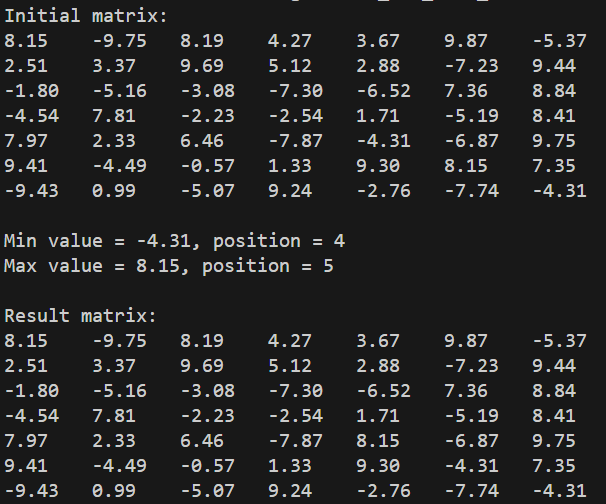 Initial matrix:
8.15 -9.75 8.19 4.27 3.67 9.87 -5.37
2.51 3.37 9.69 5.12 2.88 -7.23 9.44
-1.80 -5.16 -3.08 -7.30 -6.52 7.36 8.84
-4.54 7.81 -2.23 -2.54 1.71 -5.19 8.41
7.97 2.33 6.46 -7.87 -4.31 -6.87 9.75
9.41 -4.49 -0.57 1.33 9.30 8.15 7.35
-9.43 0.99 -5.07 9.24 -2.76 -7.74 -4.31
Min value = -4.31, position = 4
Max value = 8.15, position = 5
Result matrix:
8.15 -9.75 8.19 4.27 3.67 9.87 -5.37
2.51 3.37 9.69 5.12 2.88 -7.23 9.44
-1.80 -5.16 -3.08 -7.30 -6.52 7.36 8.84
-4.54 7.81 -2.23 -2.54 1.71 -5.19 8.41
7.97 2.33 6.46 -7.87 8.15 -6.87 9.75
9.41 -4.49 -0.57 1.33 9.30 -4.31 7.35
-9.43 0.99 -5.07 9.24 -2.76 -7.74 -4.31